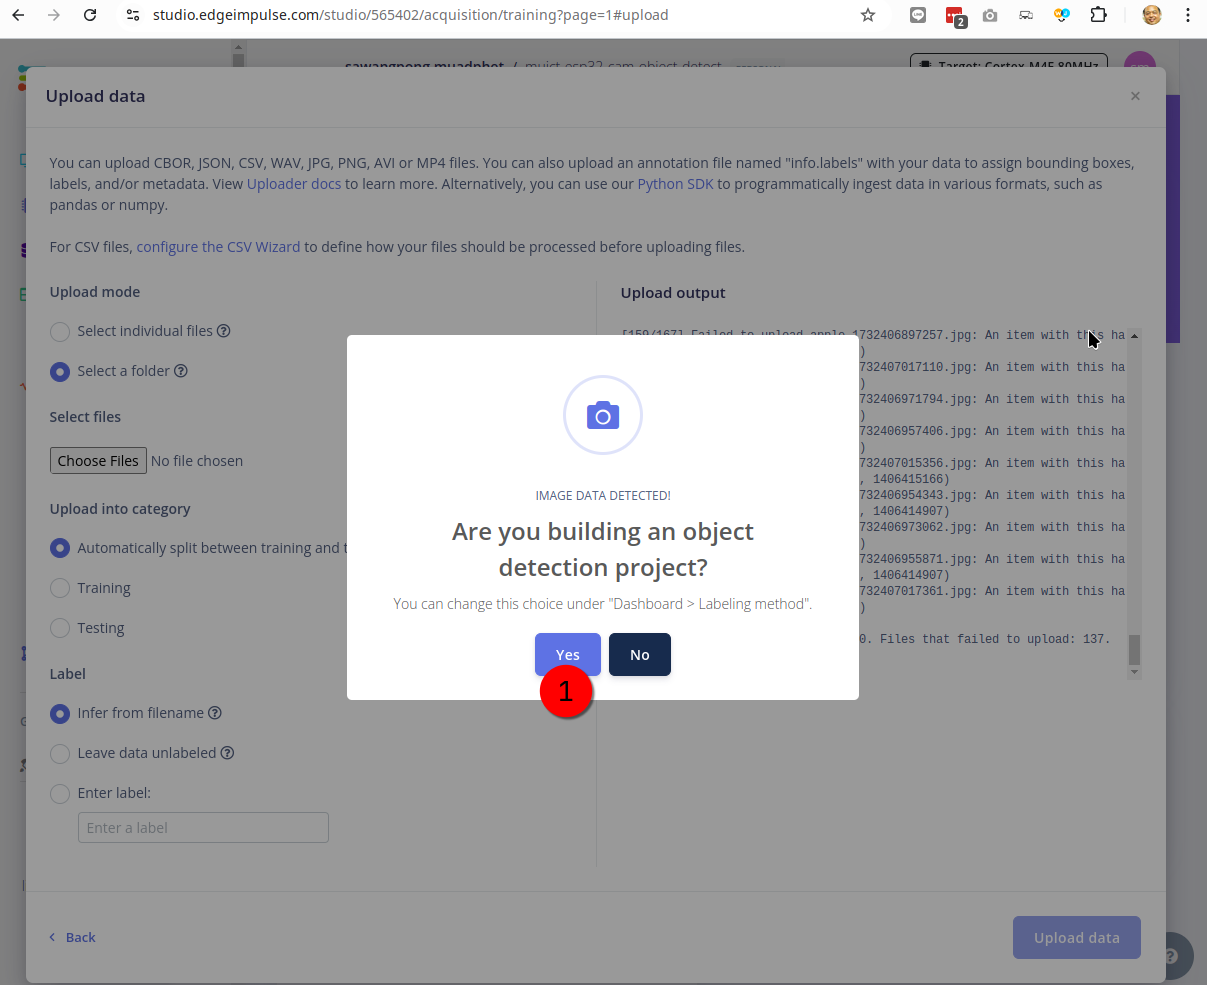 studio.edgeimpulse.com/studio/565402/acquisition/training?page=1#upload
2
sawangpong muadphet / muict-esp32-cam-object-detect
Target: Cortex-M4F 80MHz
Upload data
×
You can upload CBOR, JSON, CSV, WAV, JPG, PNG, AVI or MP4 files. You can also upload an annotation file named "info.labels" with your data to assign bounding boxes,
labels, and/or metadata. View Uploader docs to learn more. Alternatively, you can use our Python SDK to programmatically ingest data in various formats, such as
pandas or numpy.
For CSV files, configure the CSV Wizard to define how your files should be processed before uploading files.
Upload mode
Select individual files ?
Select a folder ?
Select files
Choose Files No file chosen
Upload into category
Automatically split between training and t
Training
Testing
Label
Infer from filename ?
Leave data unlabeled ?
Enter label:
Enter a label
Upload output
[159/167] Failed to upload apple.1732406897257.jpg: An item with this ha
)
732407017110.jpg: An item with this ha
)
732406971794.jpg: An item with this ha
)
732406957406.jpg: An item with this ha
)
732407015356.jpg: An item with this ha
, 1406415166)
732406954343.jpg: An item with this ha
, 1406414907)
732406973062.jpg: An item with this ha
)
732406955871.jpg: An item with this ha
, 1406414907)
732407017361.jpg: An item with this ha
)
0. Files that failed to upload: 137.
IMAGE DATA DETECTED!
Are you building an object
detection project?
You can change this choice under "Dashboard > Labeling method".
Yes
No
1
Back
Upload data
?